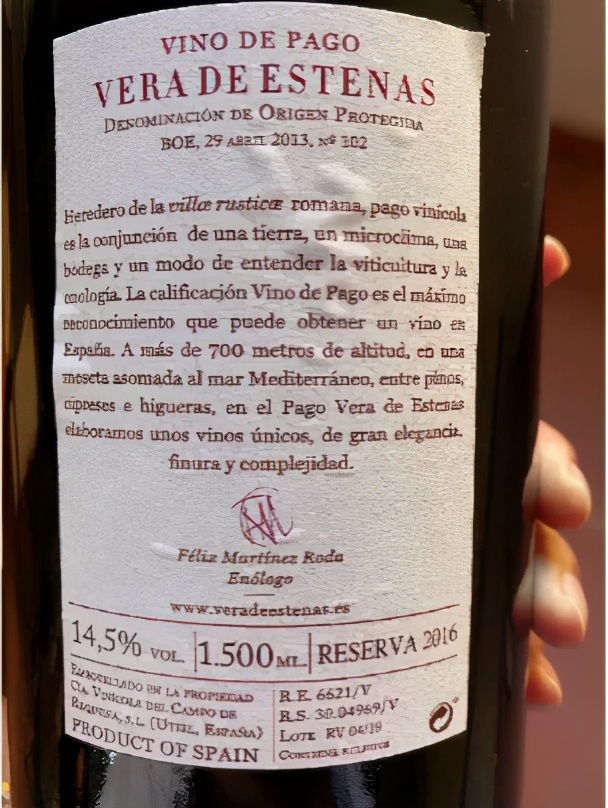 VINO DE PAGO
VERA DE ESTENAS
DENOMINACIÓN DE ORIGEN PROTEGIDA
BOE, 29 ABRIL 2013. Nº 102
Heredero de la villæ rusticæ romana, pago vinícola
es la conjunción de una tierra, un microclima, una
bodega y un modo de entender la viticultura y la
enología. La calificación Vino de Pago es el máximo
reconocimiento que puede obtener un vino en
España. A más de 700 metros de altitud, en una
meseta asomada al mar Mediterráneo, entre pinos,
cipreses e higueras, en el Pago Vera de Estenas
elaboramos unos vinos únicos, de gran elegancia,
finura y complejidad.
Félix Martínez Roda
Enólogo
www.veradeestenas.es
14,5% VOL. 1.500 ML. RESERVA 2016
EMBOTELLADO EN LA PROPIEDAD
CÍA. VINÍCOLA DEL CAMPO DE
REQUENA, S.L. (UTIEL, ESPAÑA)
PRODUCT OF SPAIN
R.E. 6621/V
R.S. 30.04969/V
LOTE RV 04/19
CONTIENE SULFITOS